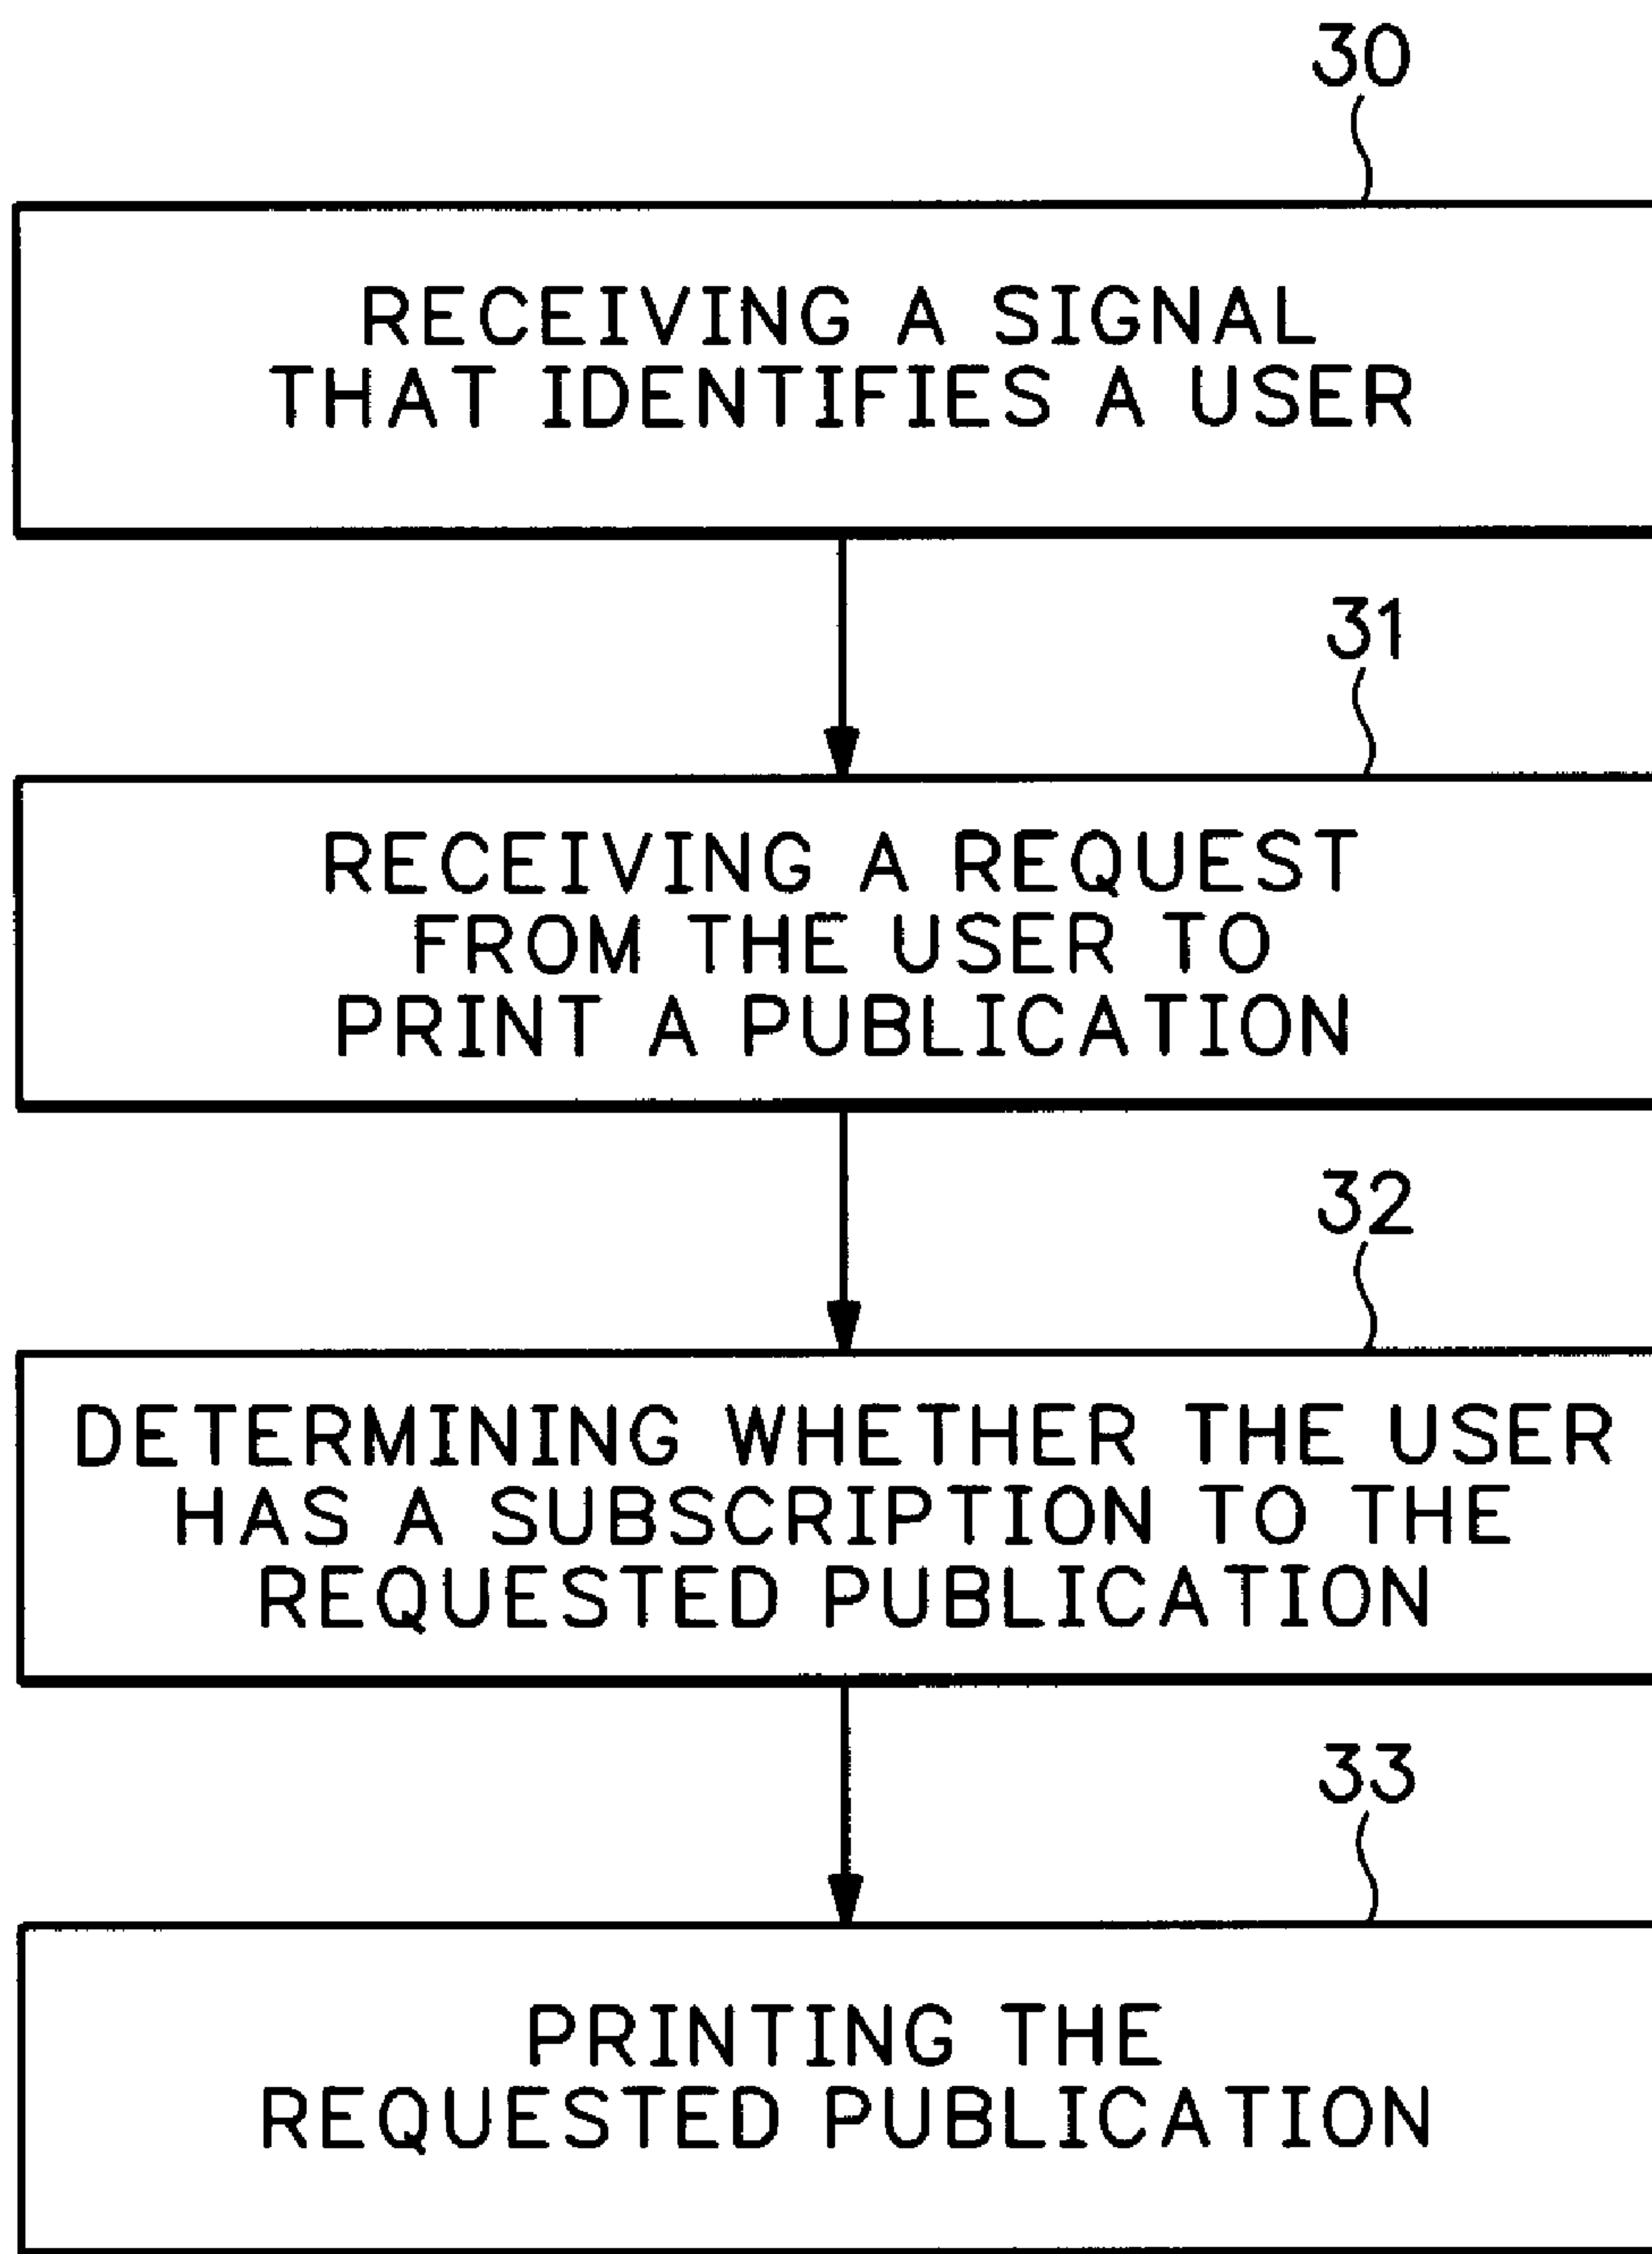 30
RECEIVING A SIGNAL
THAT IDENTIFIES A USER
31
RECEIVING A REQUEST
FROM THE USER TO
PRINT A PUBLICATION
32
DETERMINING WHETHER THE USER
HAS A SUBSCRIPTION TO THE
REQUESTED PUBLICATION
33
PRINTING THE
REQUESTED PUBLICATION